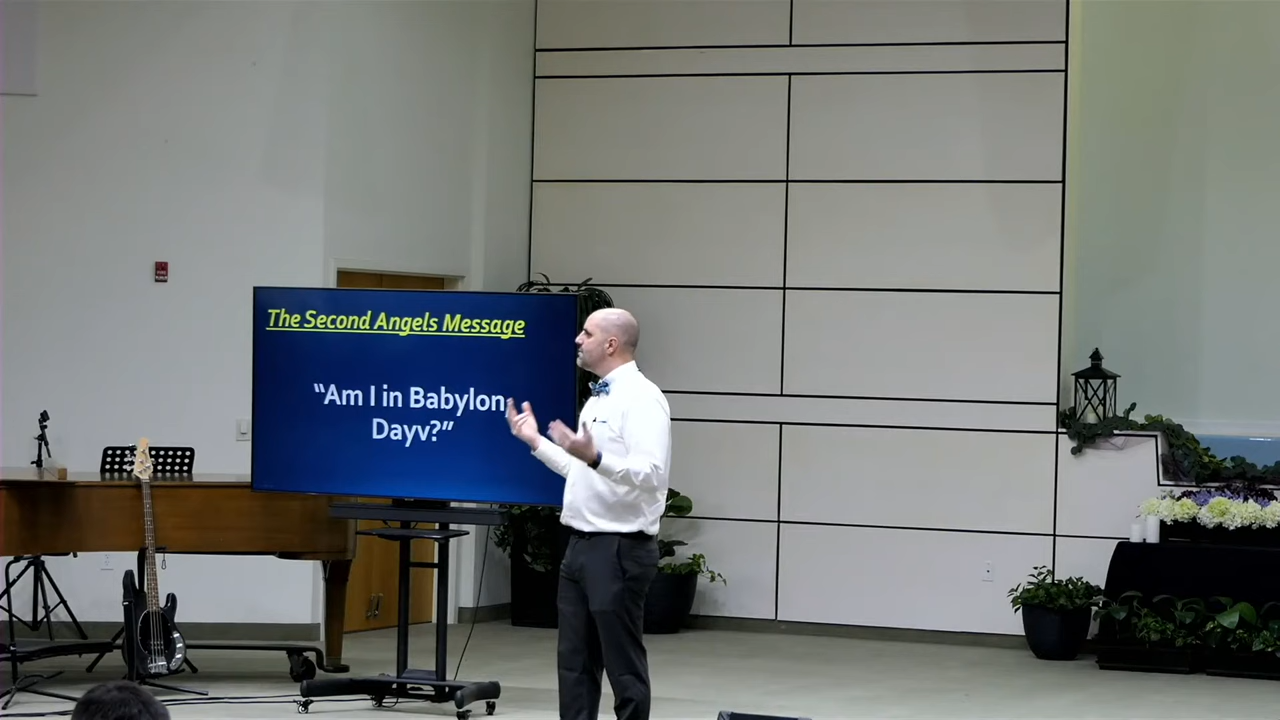 The Second Angels Message
“Am I in Babylon,
Dayv?”